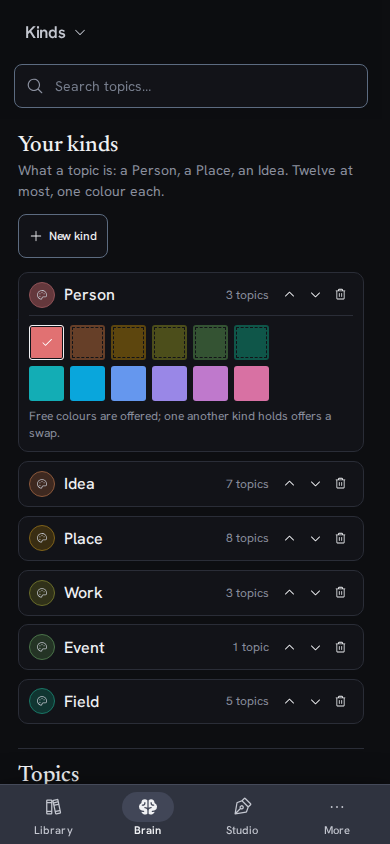 Kinds
Search topics...
Your kinds
What a topic is: a Person, a Place, an Idea. Twelve at
most, one colour each.
New kind
Person 3 topics
Free colours are offered; one another kind holds offers a
swap.
Idea 7 topics
Place 8 topics
Work 3 topics
Event 1 topic
Field 5 topics
Topics
Library Brain Studio More